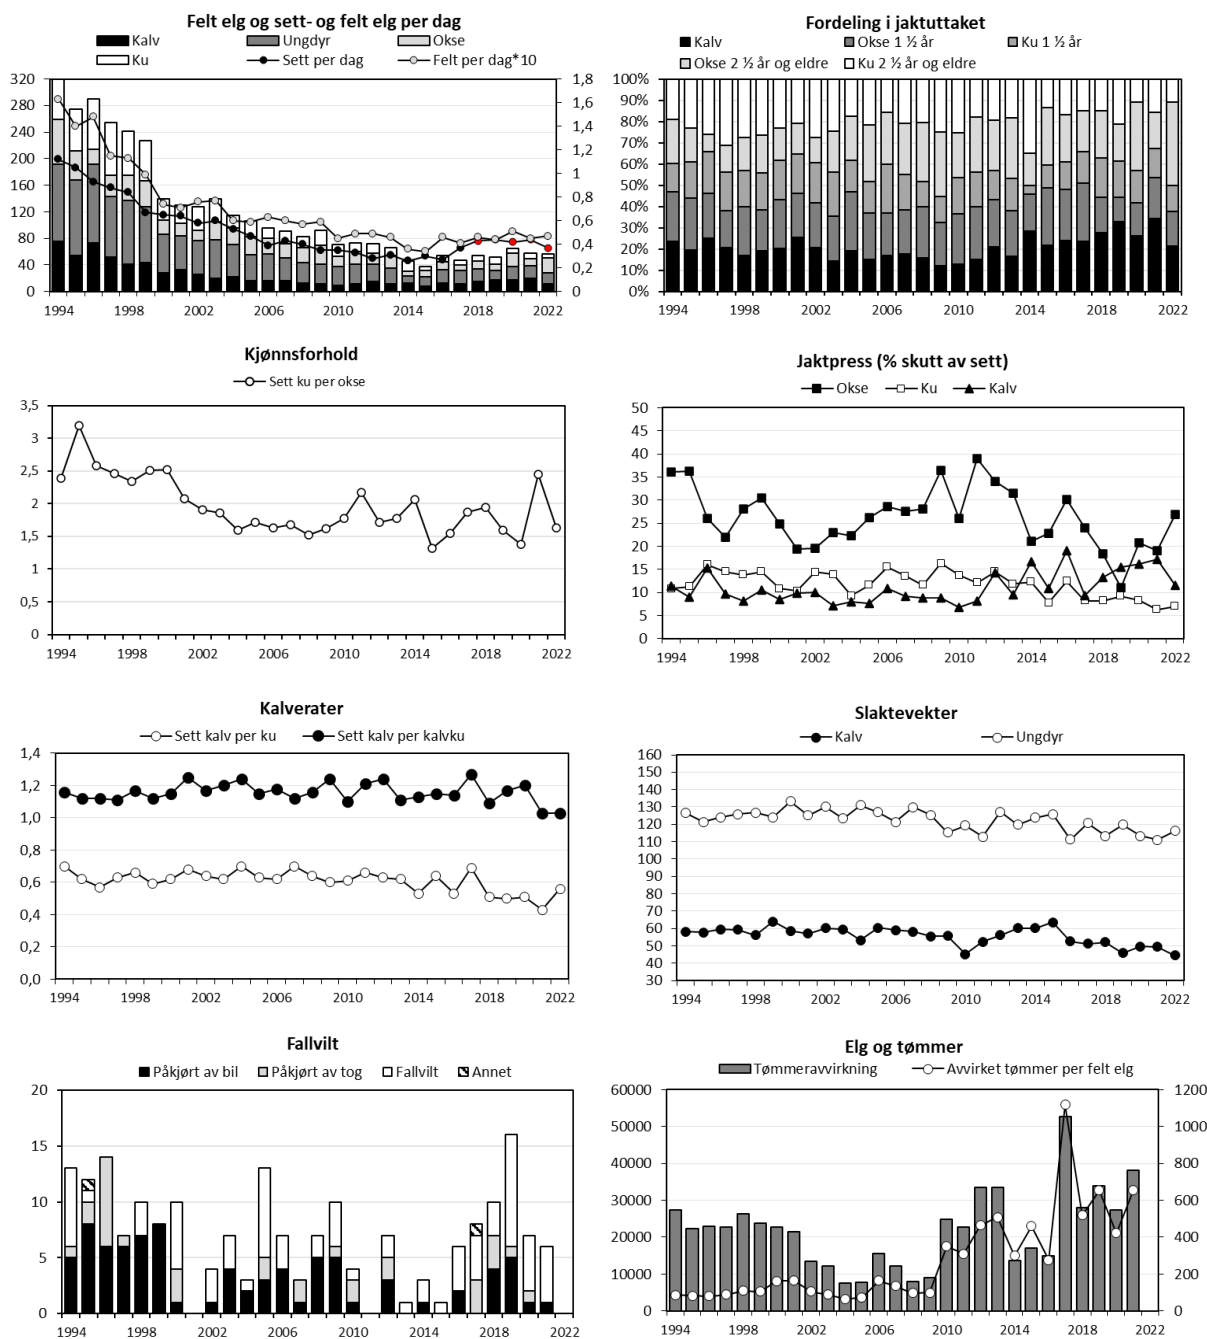 Felt elg og sett- og felt elg per dag
Kalv Ungdyr Okse
Ku Sett per dag Felt per dag*10
320 1,8
280 1,6
240 1,4
200 1,2
160 1
120 0,8
80 0,6
40 0,4
0 0,2
0
1994 1998 2002 2006 2010 2014 2018 2022
Fordeling i jaktuttaket
Kalv Okse 1 ½ år Ku 1 ½ år
Okse 2 ½ år og eldre Ku 2 ½ år og eldre
100%
90%
80%
70%
60%
50%
40%
30%
20%
10%
0%
1994 1998 2002 2006 2010 2014 2018 2022
Kjønnsforhold
Sett ku per okse
3,5
3
2,5
2
1,5
1
0,5
0
1994 1998 2002 2006 2010 2014 2018 2022
Jaktpress (% skutt av sett)
Okse Ku Kalv
50
45
40
35
30
25
20
15
10
5
0
1994 1998 2002 2006 2010 2014 2018 2022
Kalverater
Sett kalv per ku Sett kalv per kalvku
1,4
1,2
1,0
0,8
0,6
0,4
0,2
0,0
1994 1998 2002 2006 2010 2014 2018 2022
Slaktevekter
Kalv Ungdyr
160
150
140
130
120
110
100
90
80
70
60
50
40
30
1994 1998 2002 2006 2010 2014 2018 2022
Fallvilt
Påkjørt av bil Påkjørt av tog Fallvilt Annet
20
15
10
5
0
1994 1998 2002 2006 2010 2014 2018 2022
Elg og tømmer
Tømmeravvirkning Avvirket tømmer per felt elg
60000 1200
50000 1000
40000 800
30000 600
20000 400
10000 200
0 0
1994 1998 2002 2006 2010 2014 2018 2022